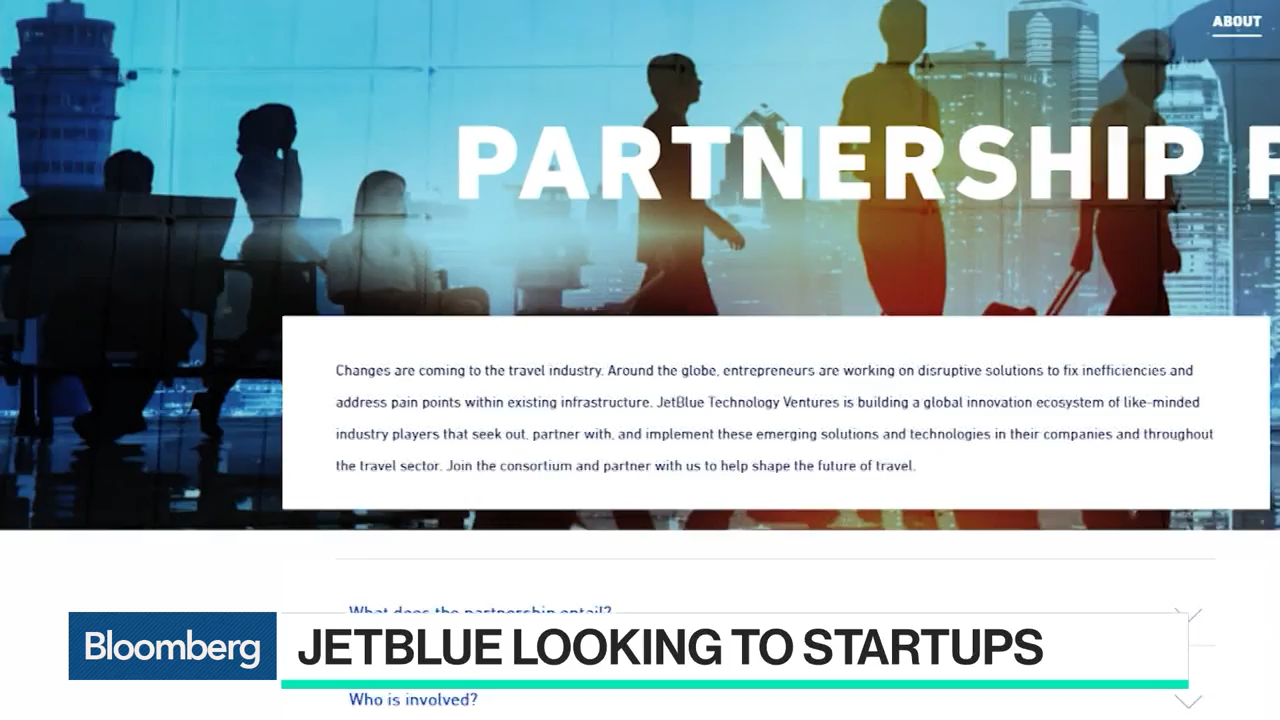 ABOUT
PARTNERSHIP
Changes are coming to the travel industry. Around the globe, entrepreneurs are working on disruptive solutions to fix inefficiencies and
address pain points within existing infrastructure. JetBlue Technology Ventures is building a global innovation ecosystem of like-minded
industry players that seek out, partner with, and implement these emerging solutions and technologies in their companies and throughout
the travel sector. Join the consortium and partner with us to help shape the future of travel.
What does the partnership entail?
Bloomberg
JETBLUE LOOKING TO STARTUPS
Who is involved?